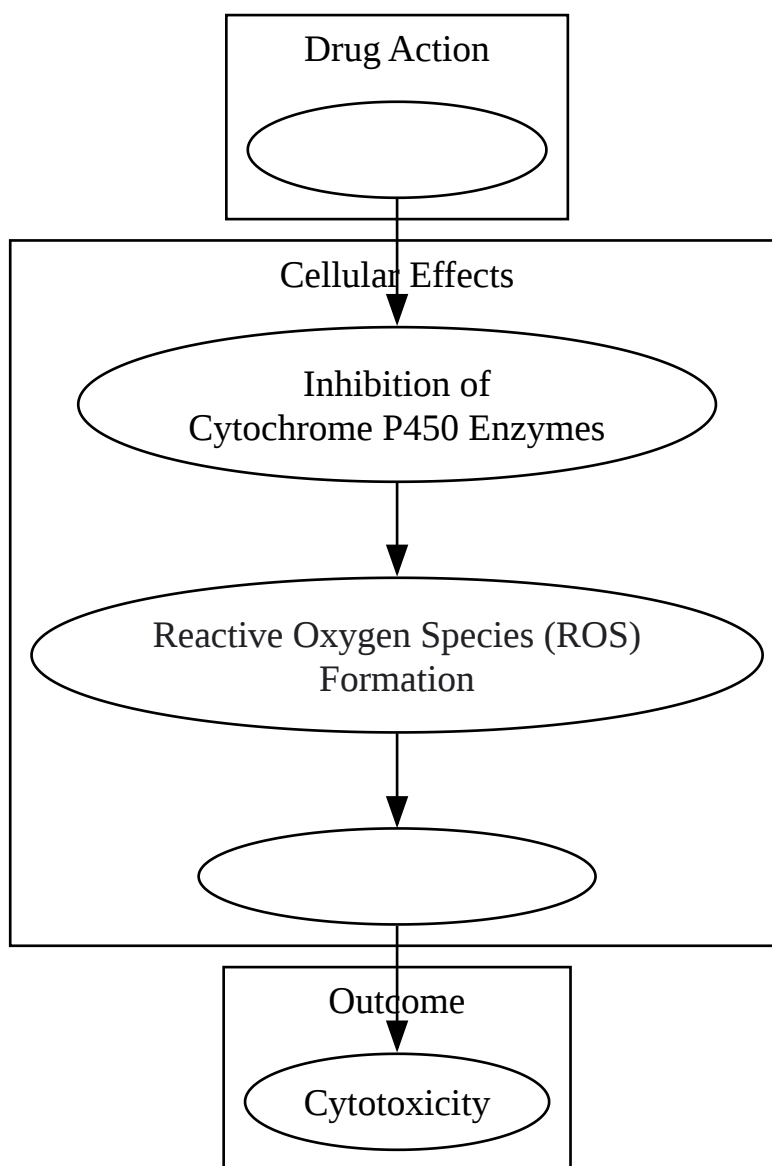 Drug Action
Cellular Effects
Inhibition of
Cytochrome P450 Enzymes
Reactive Oxygen Species (ROS)
Formation
Outcome
Cytotoxicity